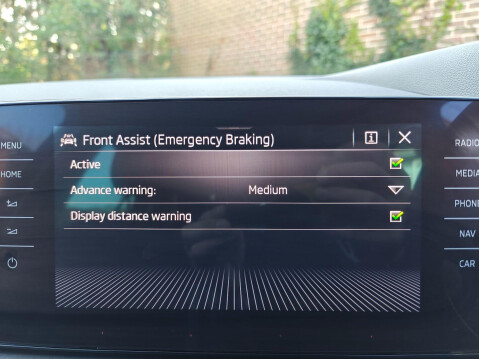 Front Assist (Emergency Braking)
Active
Advance warning: Medium
Display distance warning
MENU
HOME
RADIO
MEDIA
PHONE
NAV
CAR